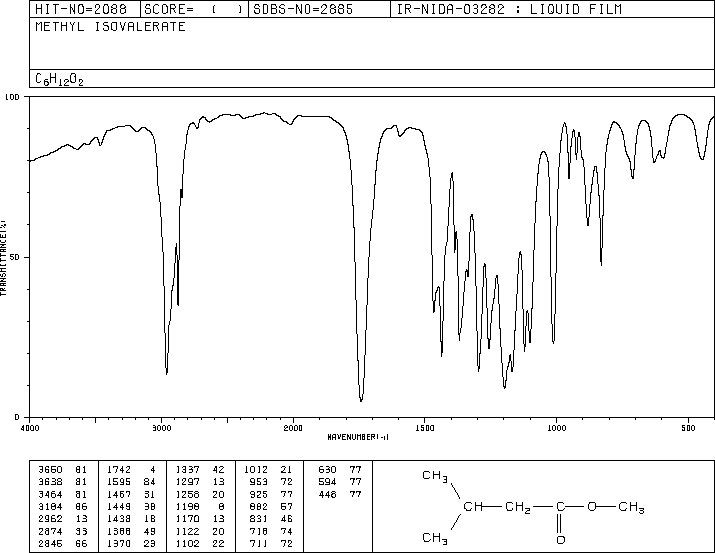 HIT-NO=2088 SCORE= ( ) SDBS-NO=2885 IR-NIDA-03282 : LIQUID FILM
METHYL ISOVALERATE
C6H12O2
100
50
0
TRANSMITTANCE(%)
4000 3000 2000 1500 1000 500
WAVENUMBER(-1)
3660 81 1742 4 1337 42 1012 21 630 77
3638 81 1595 84 1297 13 953 72 594 77
3464 81 1467 31 1258 20 925 77 448 77
3184 86 1449 38 1198 8 882 57
2962 13 1438 18 1170 13 831 46
2874 33 1388 49 1122 20 718 74
2845 66 1370 23 1102 22 711 72
CH3
CH CH2 C O CH3
CH3 O